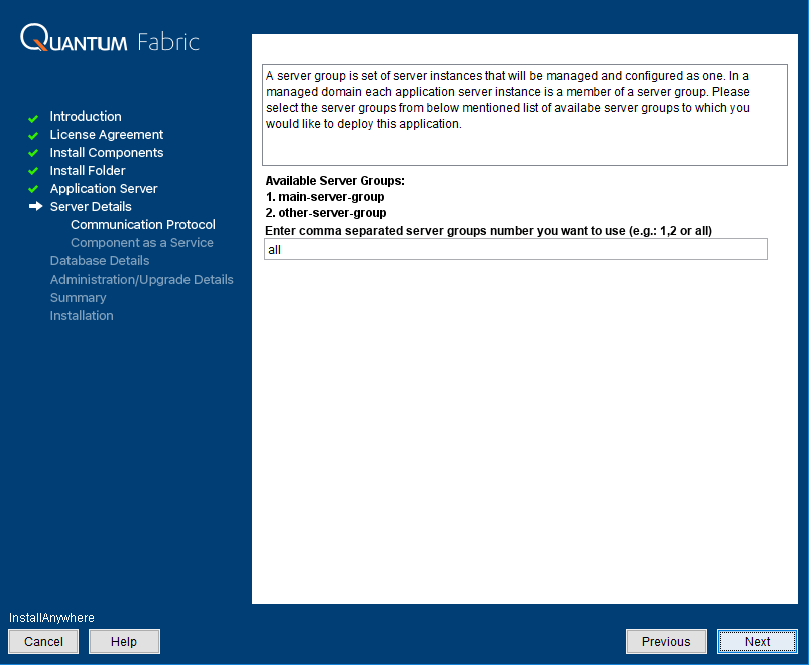 QUANTUM Fabric
Introduction
License Agreement
Install Components
Install Folder
Application Server
Server Details
Communication Protocol
Component as a Service
Database Details
Administration/Upgrade Details
Summary
Installation
A server group is set of server instances that will be managed and configured as one. In a
managed domain each application server instance is a member of a server group. Please
select the server groups from below mentioned list of availabe server groups to which you
would like to deploy this application.
Available Server Groups:
1. main-server-group
2. other-server-group
Enter comma separated server groups number you want to use (e.g.: 1,2 or all)
all
InstallAnywhere
Cancel Help Previous Next